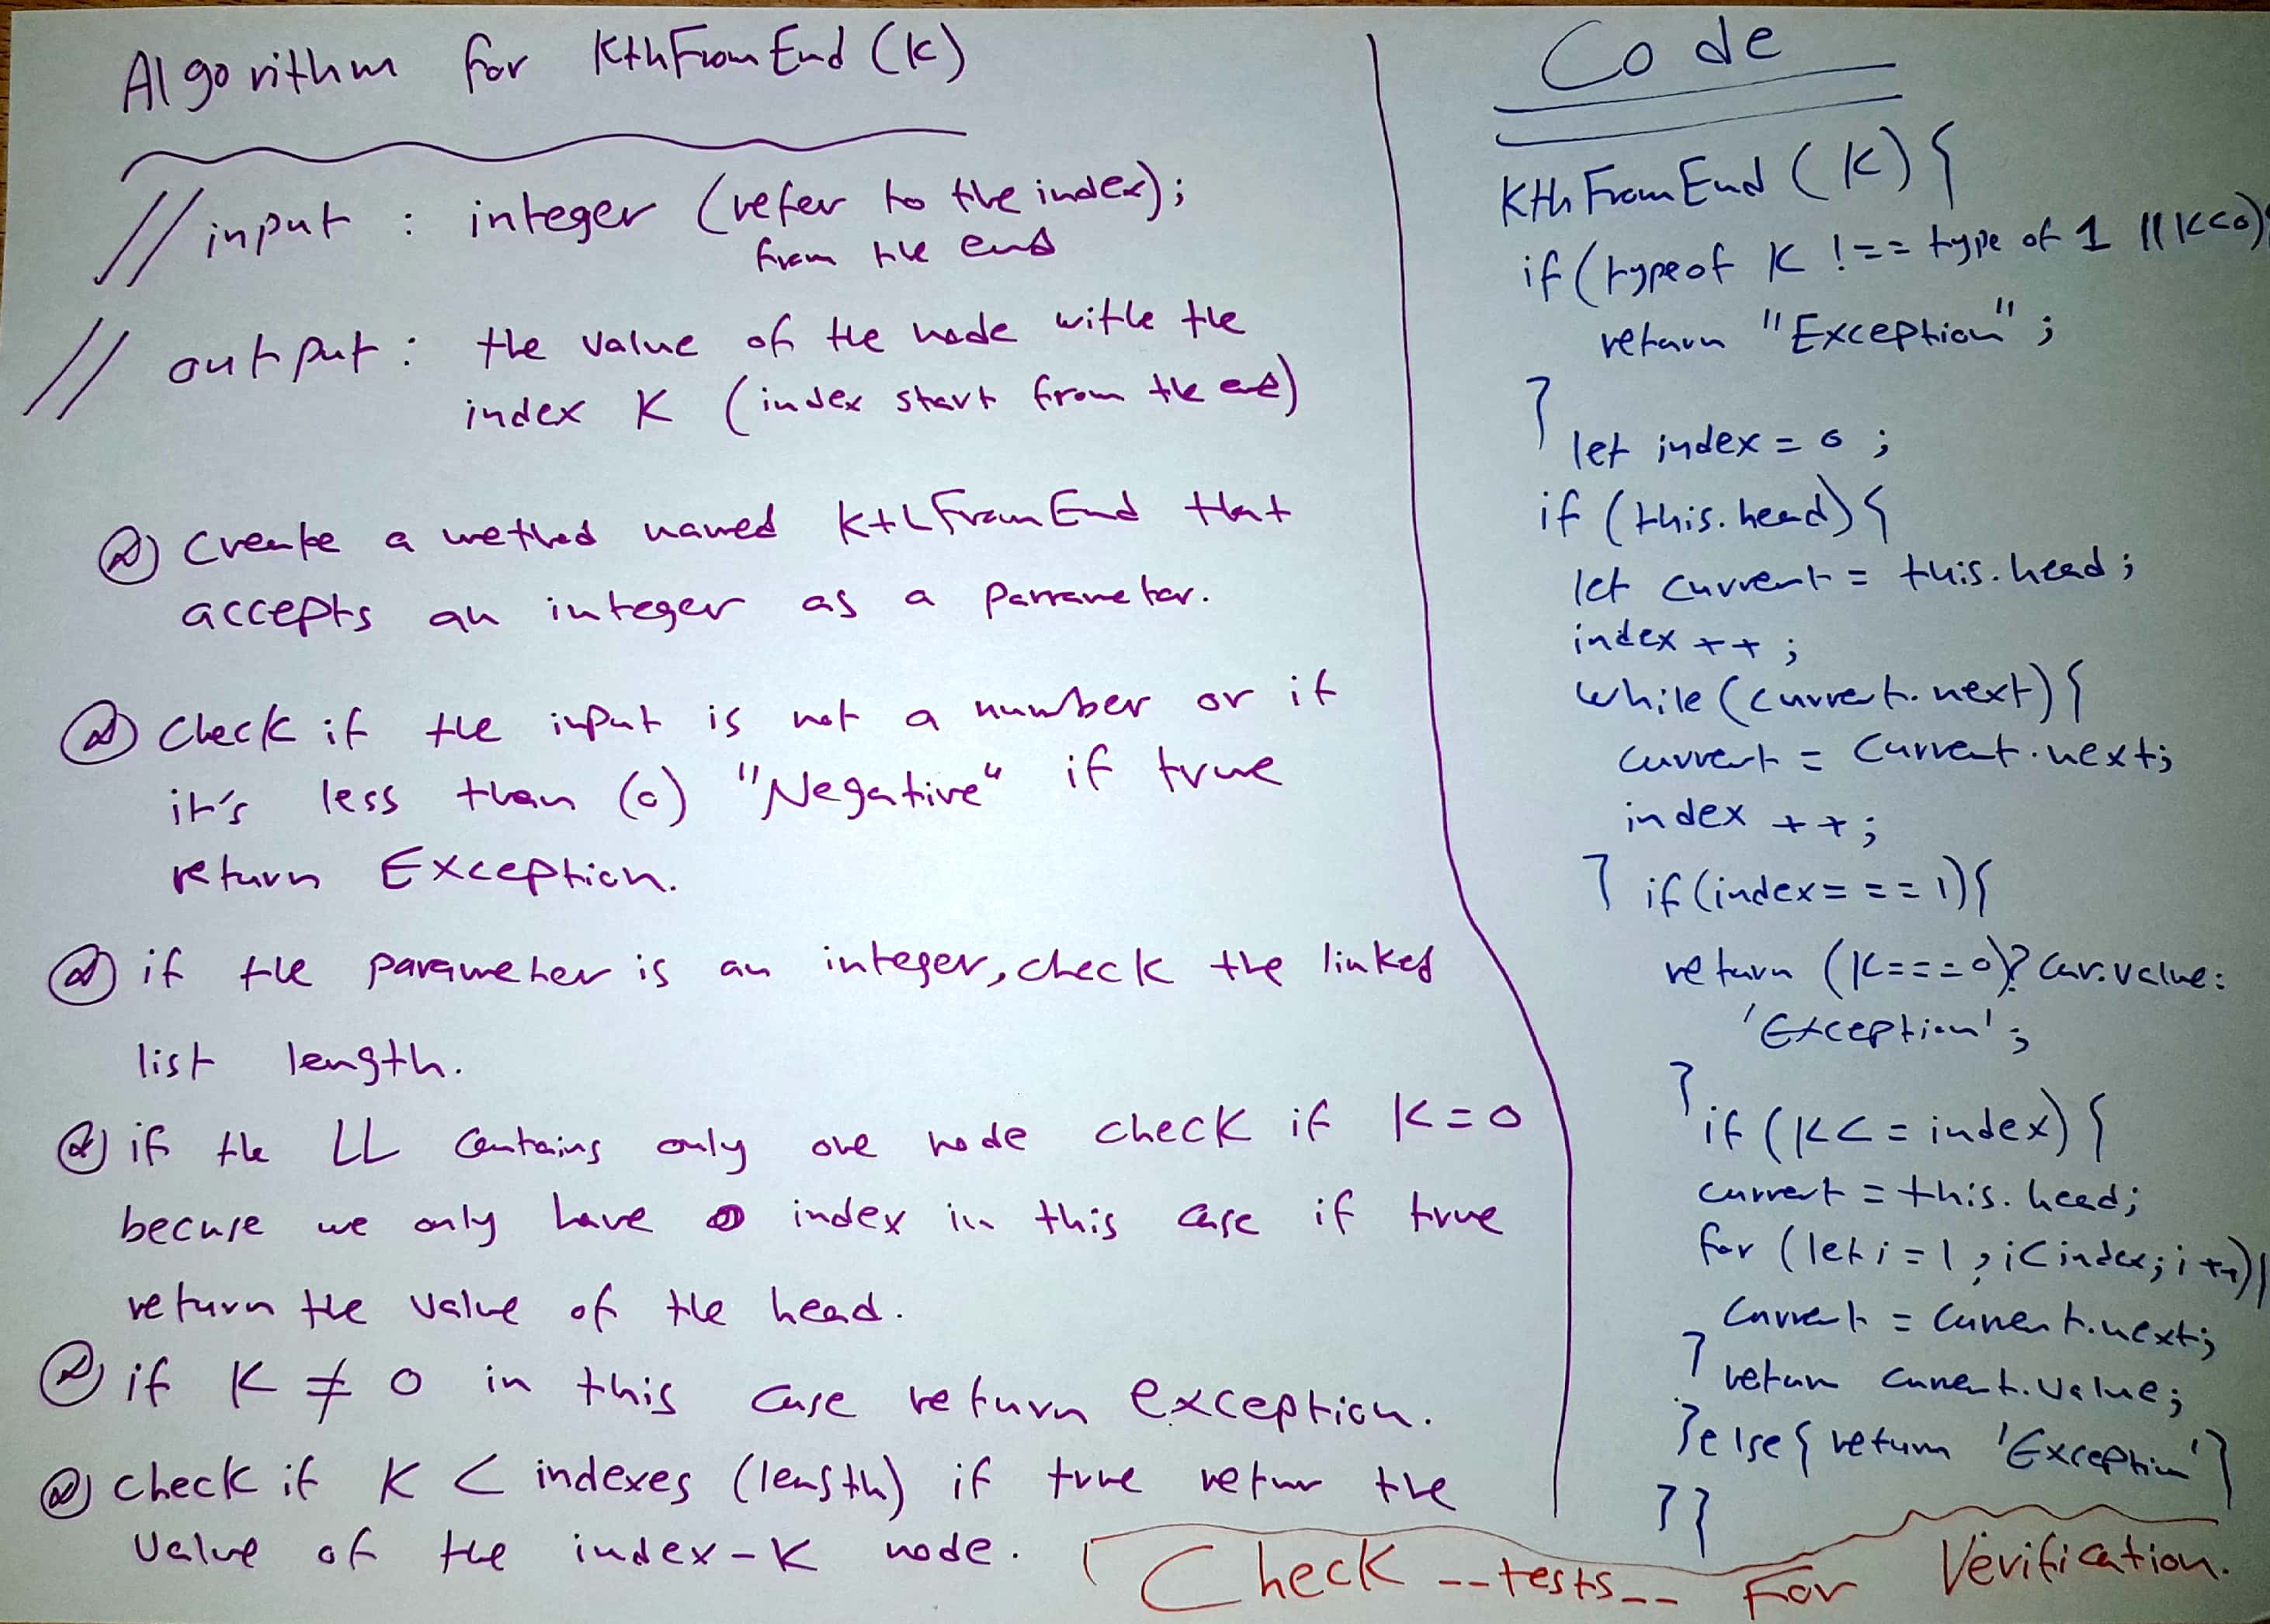 Algorithm for KthFromEnd (K)
// input : integer (refer to the index);
from the end
// output : the value of the node withe the
index K (index start from the end)
create a method named KthFromEnd that
accepts an integer as a parrameter.
check if the input is not a number or if
it's less than (0) "Negative" if true
return Exception.
if the parameter is an integer, check the linked
list length.
if the LL contains only one node check if K = 0
becuse we only have 0 index in this case if true
return the value of the head.
if K ≠ 0 in this case return exception.
check if K < indexes (length) if true retur the
value of the index - K node.
Code
KthFromEnd (K) {
if (typeof K !== type of 1 || K<0){
return "Exception" ;
}
let index = 0 ;
if (this.head) {
let current = this.head ;
index ++ ;
while (current.next) {
current = current.next;
index ++ ;
} if (index === 1) {
return (K===0)? cur.value :
'Exception' ;
}
if (K <= index) {
current = this.head;
for (let i = 1 ; i < index; i++){
current = current.next;
} return current.value ;
} else { return 'Exception' }
} }
Check --tests-- For Verification.